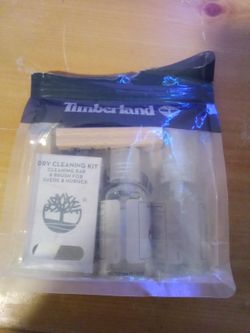 Timberland
DRY CLEANING KIT
CLEANING BAR
& BRUSH FOR
SUEDE & NUBUCK